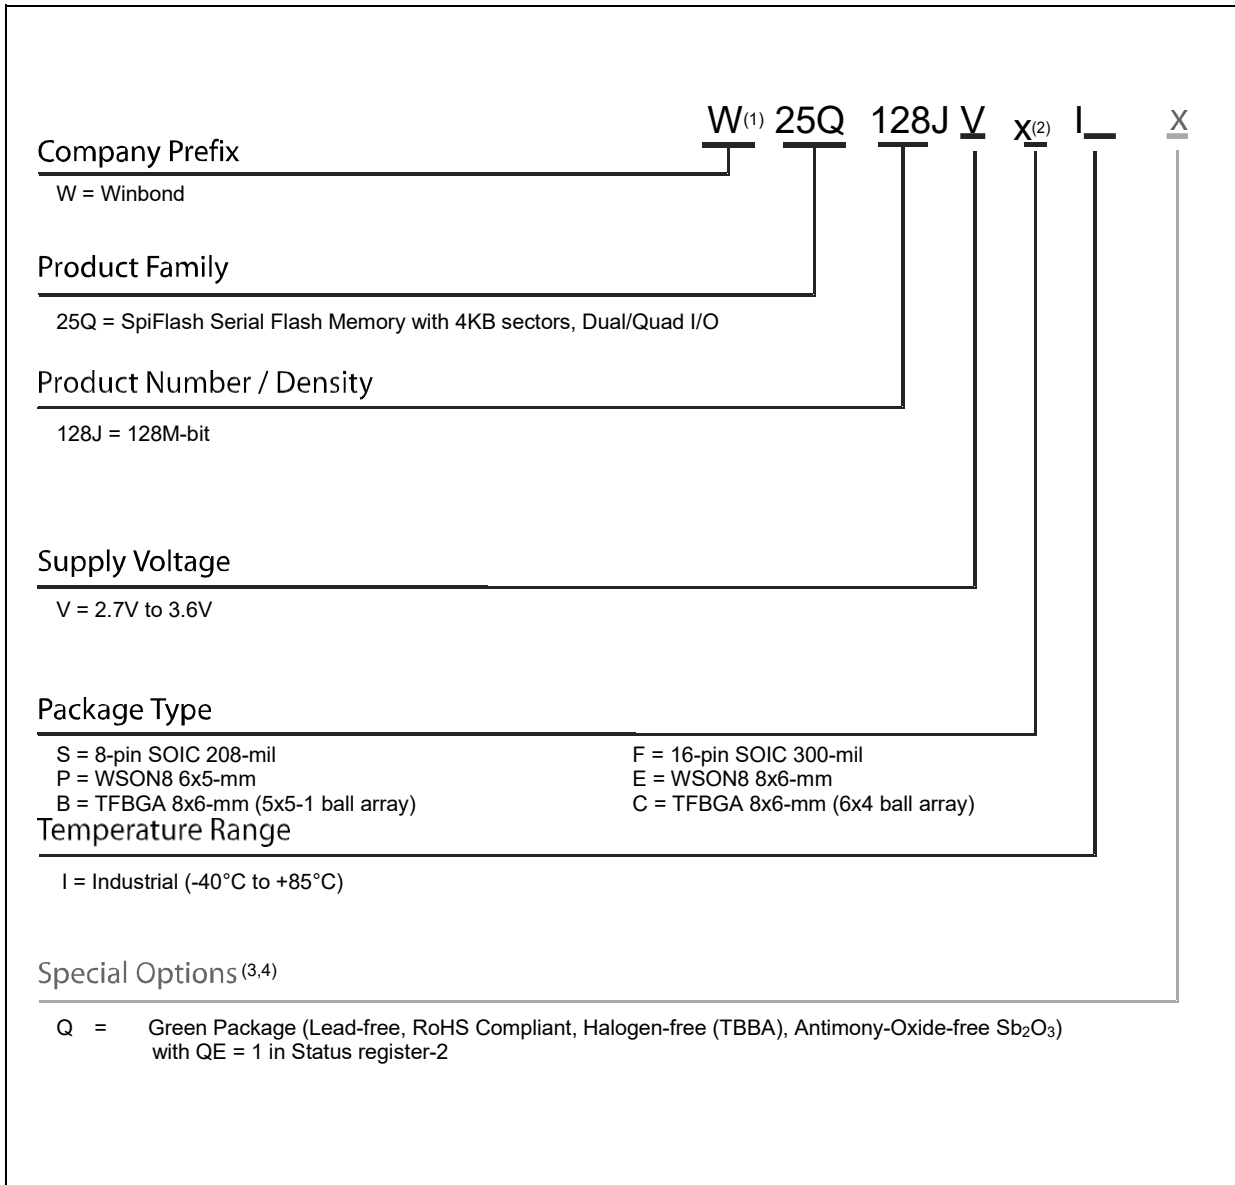 W(1) 25Q 128J V x(2) I_ x
Company Prefix
W = Winbond
Product Family
25Q = SpiFlash Serial Flash Memory with 4KB sectors, Dual/Quad I/O
Product Number / Density
128J = 128M-bit
Supply Voltage
V = 2.7V to 3.6V
Package Type
S = 8-pin SOIC 208-mil F = 16-pin SOIC 300-mil
P = WSON8 6x5-mm E = WSON8 8x6-mm
B = TFBGA 8x6-mm (5x5-1 ball array) C = TFBGA 8x6-mm (6x4 ball array)
Temperature Range
I = Industrial (-40°C to +85°C)
Special Options (3,4)
Q = Green Package (Lead-free, RoHS Compliant, Halogen-free (TBBA), Antimony-Oxide-free Sb₂O₃)
with QE = 1 in Status register-2